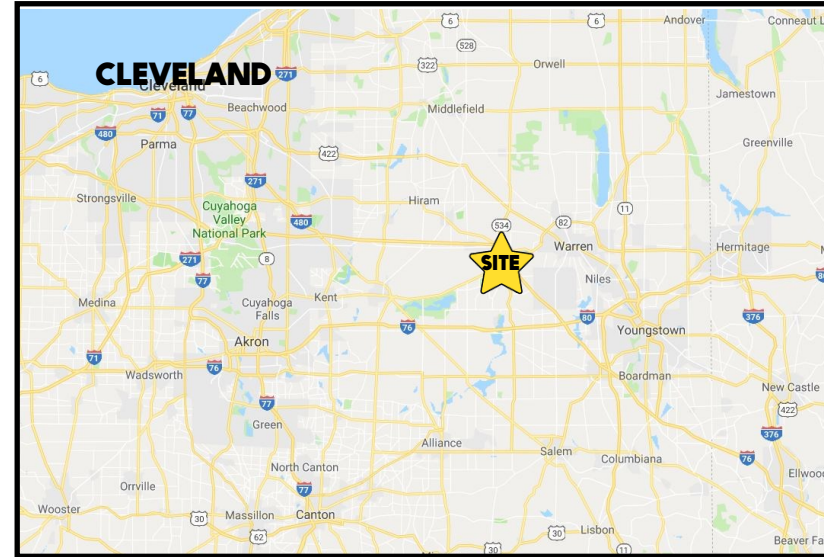 6
6
Andover
Conneaut L
528
322
Orwell
CLEVELAND
271
6
Cleveland
Jamestown
Beachwood
Middlefield
71
77
480
Parma
Greenville
422
271
Strongsville
Cuyahoga
Valley
National Park
Hiram
11
480
534
82
Warren
Hermitage
271
8
SITE
77
Niles
80
Medina
Cuyahoga
Falls
Kent
376
80
76
Youngstown
Akron
71
76
Wadsworth
Boardman
New Castle
77
422
Green
376
Alliance
Salem
Columbiana
76
North Canton
Ellwoo
77
Orrville
Wooster
30
Massillon
Canton
62
30
Lisbon
30
11
Beaver Fa